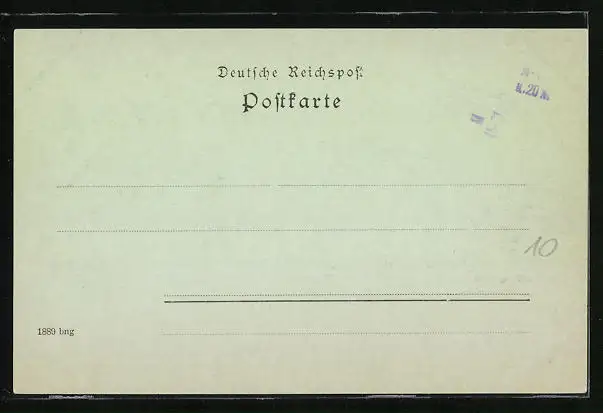 Deutſche Reichspoſt
Poſtkarte
10
1889 bng